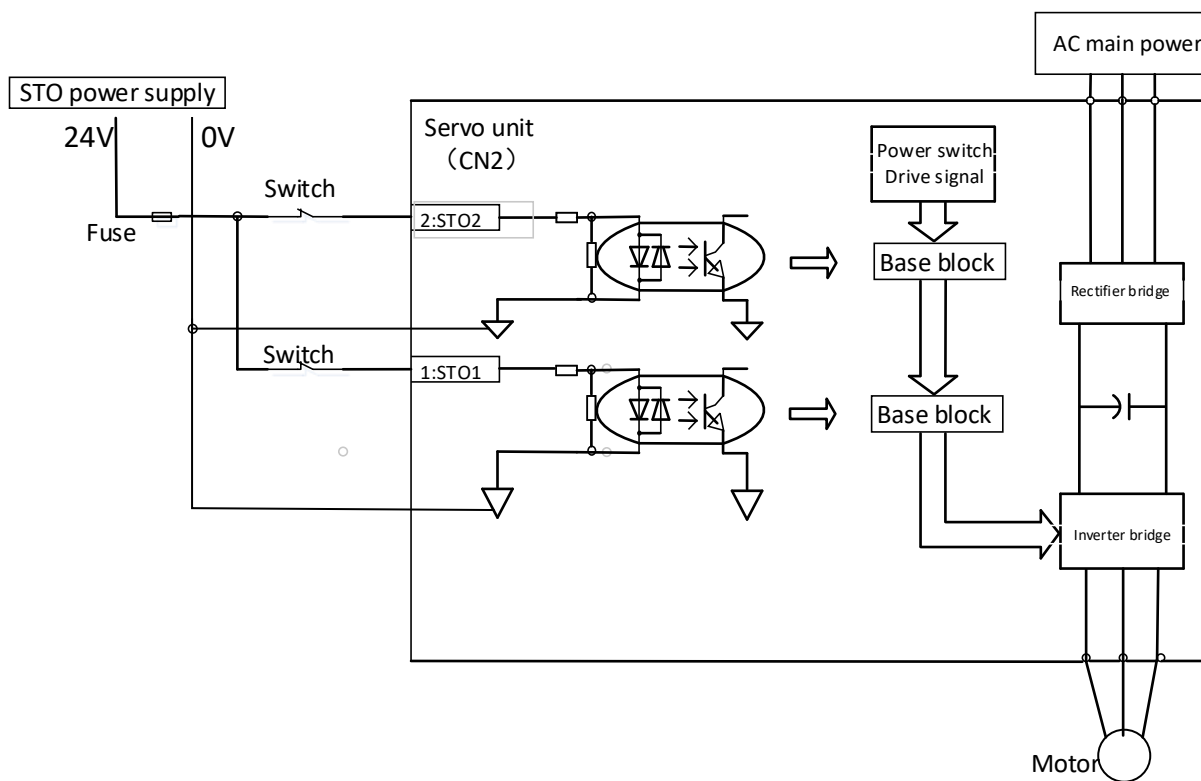 AC main power
STO power supply
24V
0V
Servo unit
（CN2）
Power switch
Drive signal
Switch
2:STO2
Fuse
Base block
Rectifier bridge
Switch
1:STO1
Base block
Inverter bridge
Motor